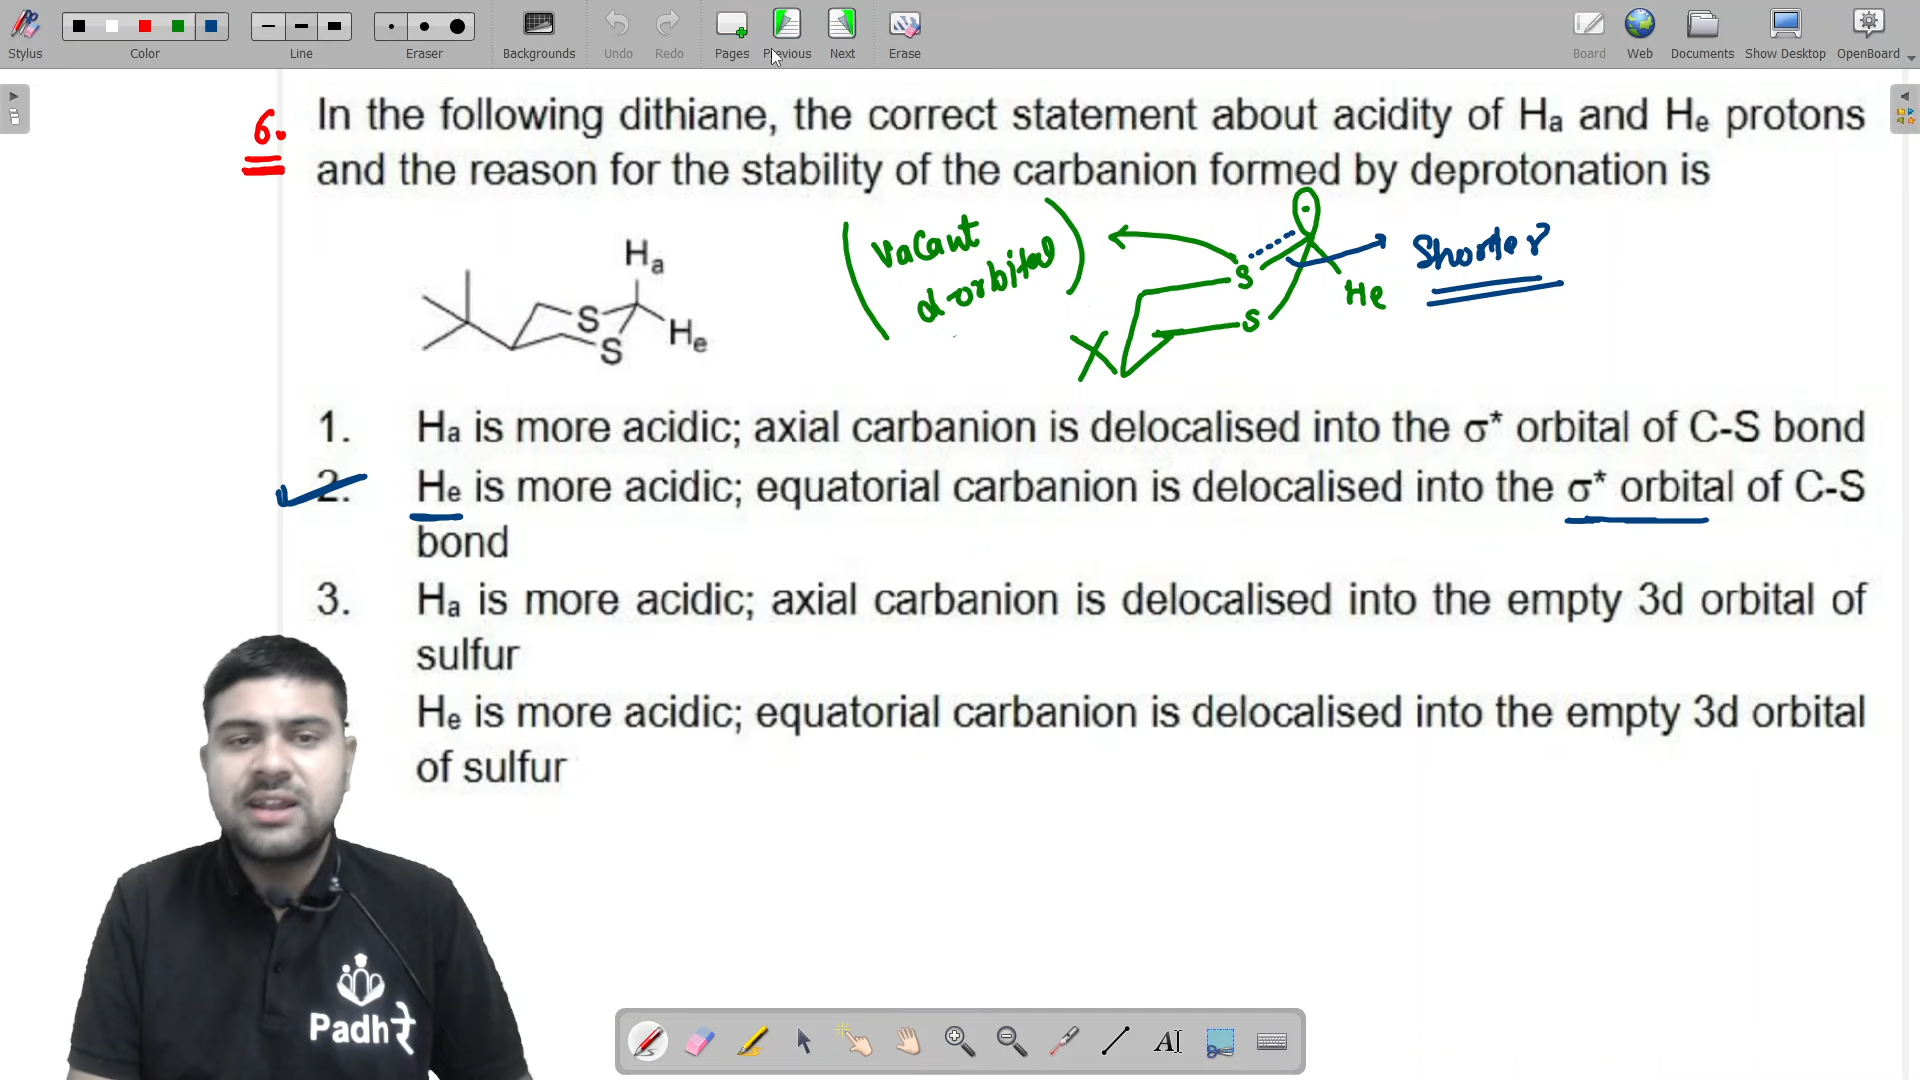 Stylus
Color
Line
Eraser
Backgrounds
Undo
Redo
Pages
Previous
Next
Erase
Board
Web
Documents
Show Desktop
OpenBoard
6.
In the following dithiane, the correct statement about acidity of Ha and He protons
and the reason for the stability of the carbanion formed by deprotonation is
Ha
S
S
He
(vacant
d-orbital)
S
S
He
Shorter
1. Ha is more acidic; axial carbanion is delocalised into the σ* orbital of C-S bond
2. He is more acidic; equatorial carbanion is delocalised into the σ* orbital of C-S
bond
3. Ha is more acidic; axial carbanion is delocalised into the empty 3d orbital of
sulfur
He is more acidic; equatorial carbanion is delocalised into the empty 3d orbital
of sulfur
Padhरे
AI